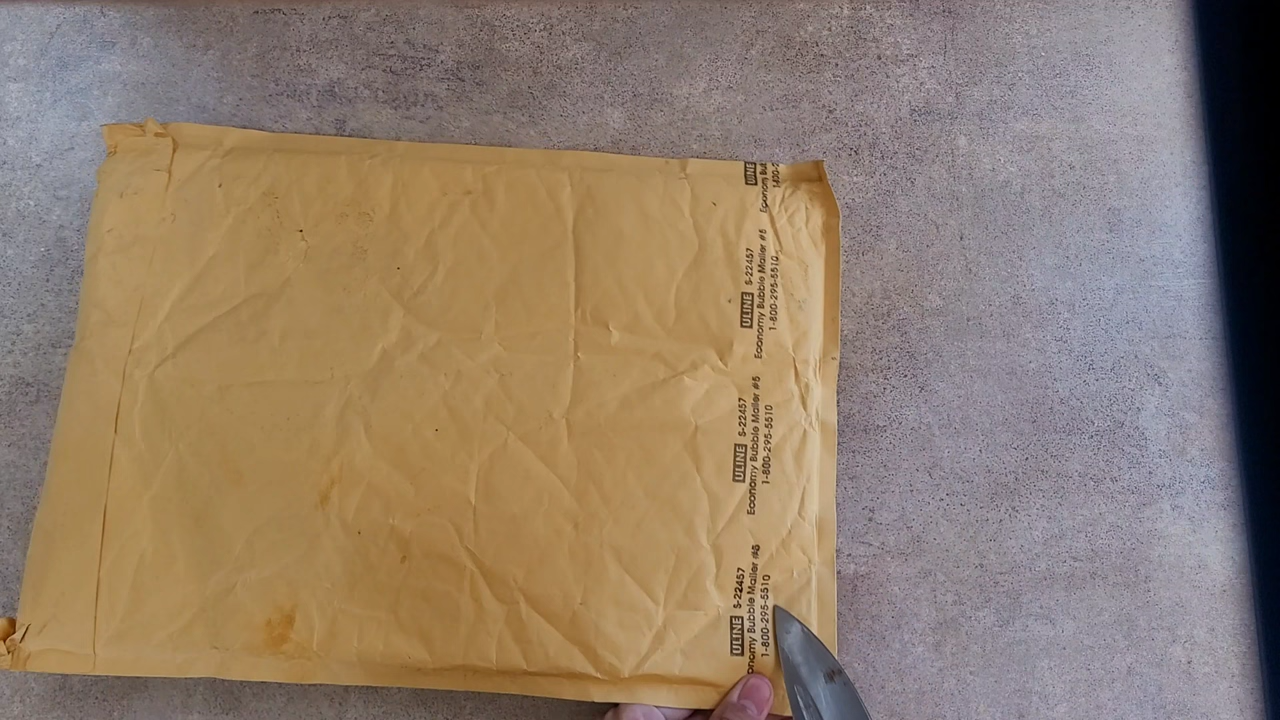 ULINE S-22457
Economy Bubble Mailer #5
1-800-295-5510
ULINE S-22457
Economy Bubble Mailer #5
1-800-295-5510
ULINE S-22457
Economy Bubble Mailer #5
1-800-295-5510
ULINE
Economy